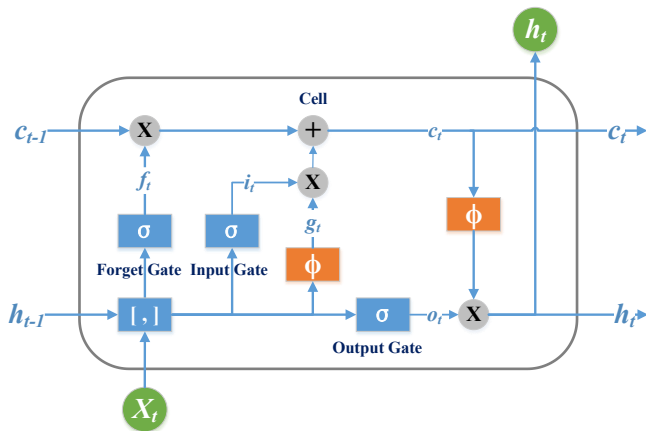 h_t
Cell
c_{t-1} X + c_t c_t
f_t i_t X
g_t
σ σ ϕ ϕ
Forget Gate Input Gate
h_{t-1} [ , ] σ o_t X h_t
Output Gate
X_t